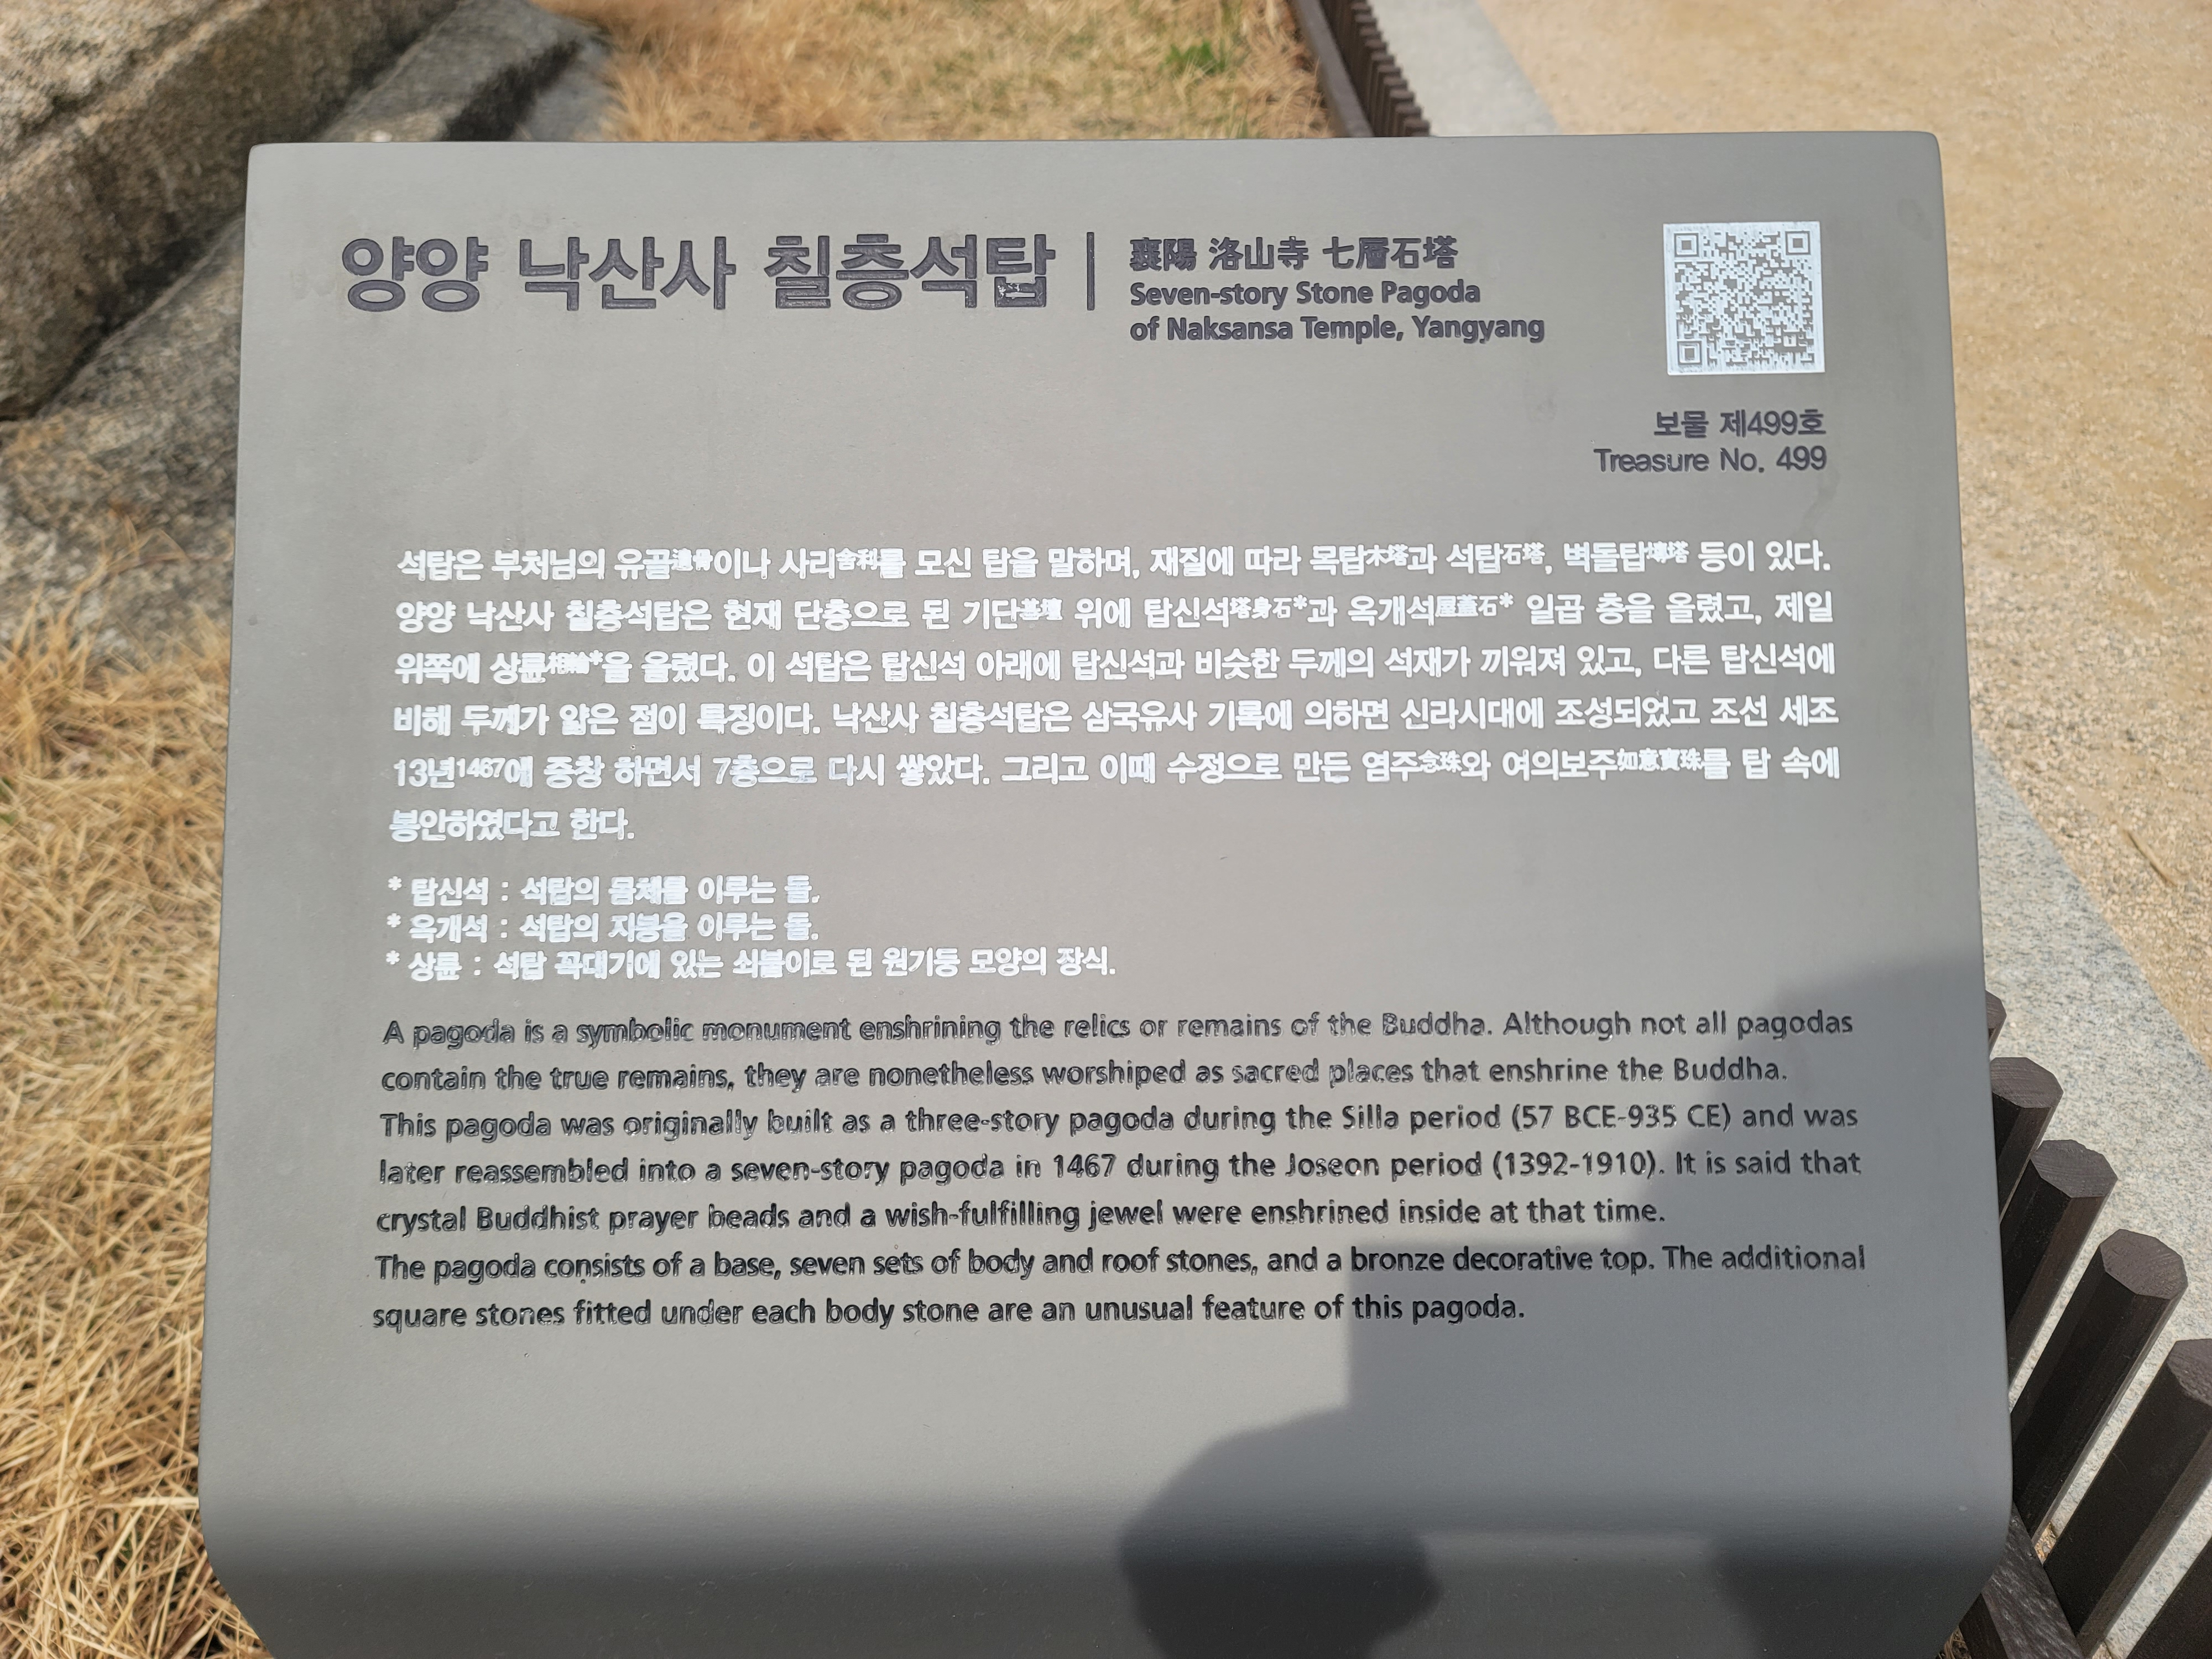 양양 낙산사 칠층석탑
襄陽 洛山寺 七層石塔
Seven-story Stone Pagoda
of Naksansa Temple, Yangyang
보물 제499호
Treasure No. 499
석탑은 부처님의 유골遺骨이나 사리舍利를 모신 탑을 말하며, 재질에 따라 목탑木塔과 석탑石塔, 벽돌탑塼塔 등이 있다.
양양 낙산사 칠층석탑은 현재 단층으로 된 기단基壇 위에 탑신석塔身石*과 옥개석屋蓋石* 일곱 층을 올렸고, 제일
위쪽에 상륜相輪*을 올렸다. 이 석탑은 탑신석 아래에 탑신석과 비슷한 두께의 석재가 끼워져 있고, 다른 탑신석에
비해 두께가 얇은 점이 특징이다. 낙산사 칠층석탑은 삼국유사 기록에 의하면 신라시대에 조성되었고 조선 세조
13년1467에 중창 하면서 7층으로 다시 쌓았다. 그리고 이때 수정으로 만든 염주念珠와 여의보주如意寶珠를 탑 속에
봉안하였다고 한다.
* 탑신석 : 석탑의 몸체를 이루는 돌.
* 옥개석 : 석탑의 지붕을 이루는 돌.
* 상륜 : 석탑 꼭대기에 있는 쇠붙이로 된 원기둥 모양의 장식.
A pagoda is a symbolic monument enshrining the relics or remains of the Buddha. Although not all pagodas
contain the true remains, they are nonetheless worshiped as sacred places that enshrine the Buddha.
This pagoda was originally built as a three-story pagoda during the Silla period (57 BCE-935 CE) and was
later reassembled into a seven-story pagoda in 1467 during the Joseon period (1392-1910). It is said that
crystal Buddhist prayer beads and a wish-fulfilling jewel were enshrined inside at that time.
The pagoda consists of a base, seven sets of body and roof stones, and a bronze decorative top. The additional
square stones fitted under each body stone are an unusual feature of this pagoda.